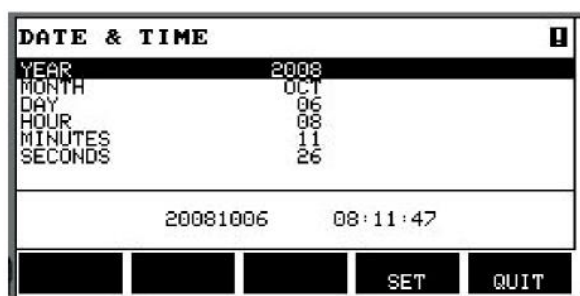 DATE & TIME !
YEAR 2008
MONTH OCT
DAY 06
HOUR 08
MINUTES 11
SECONDS 26
20081006 08:11:47
SET QUIT